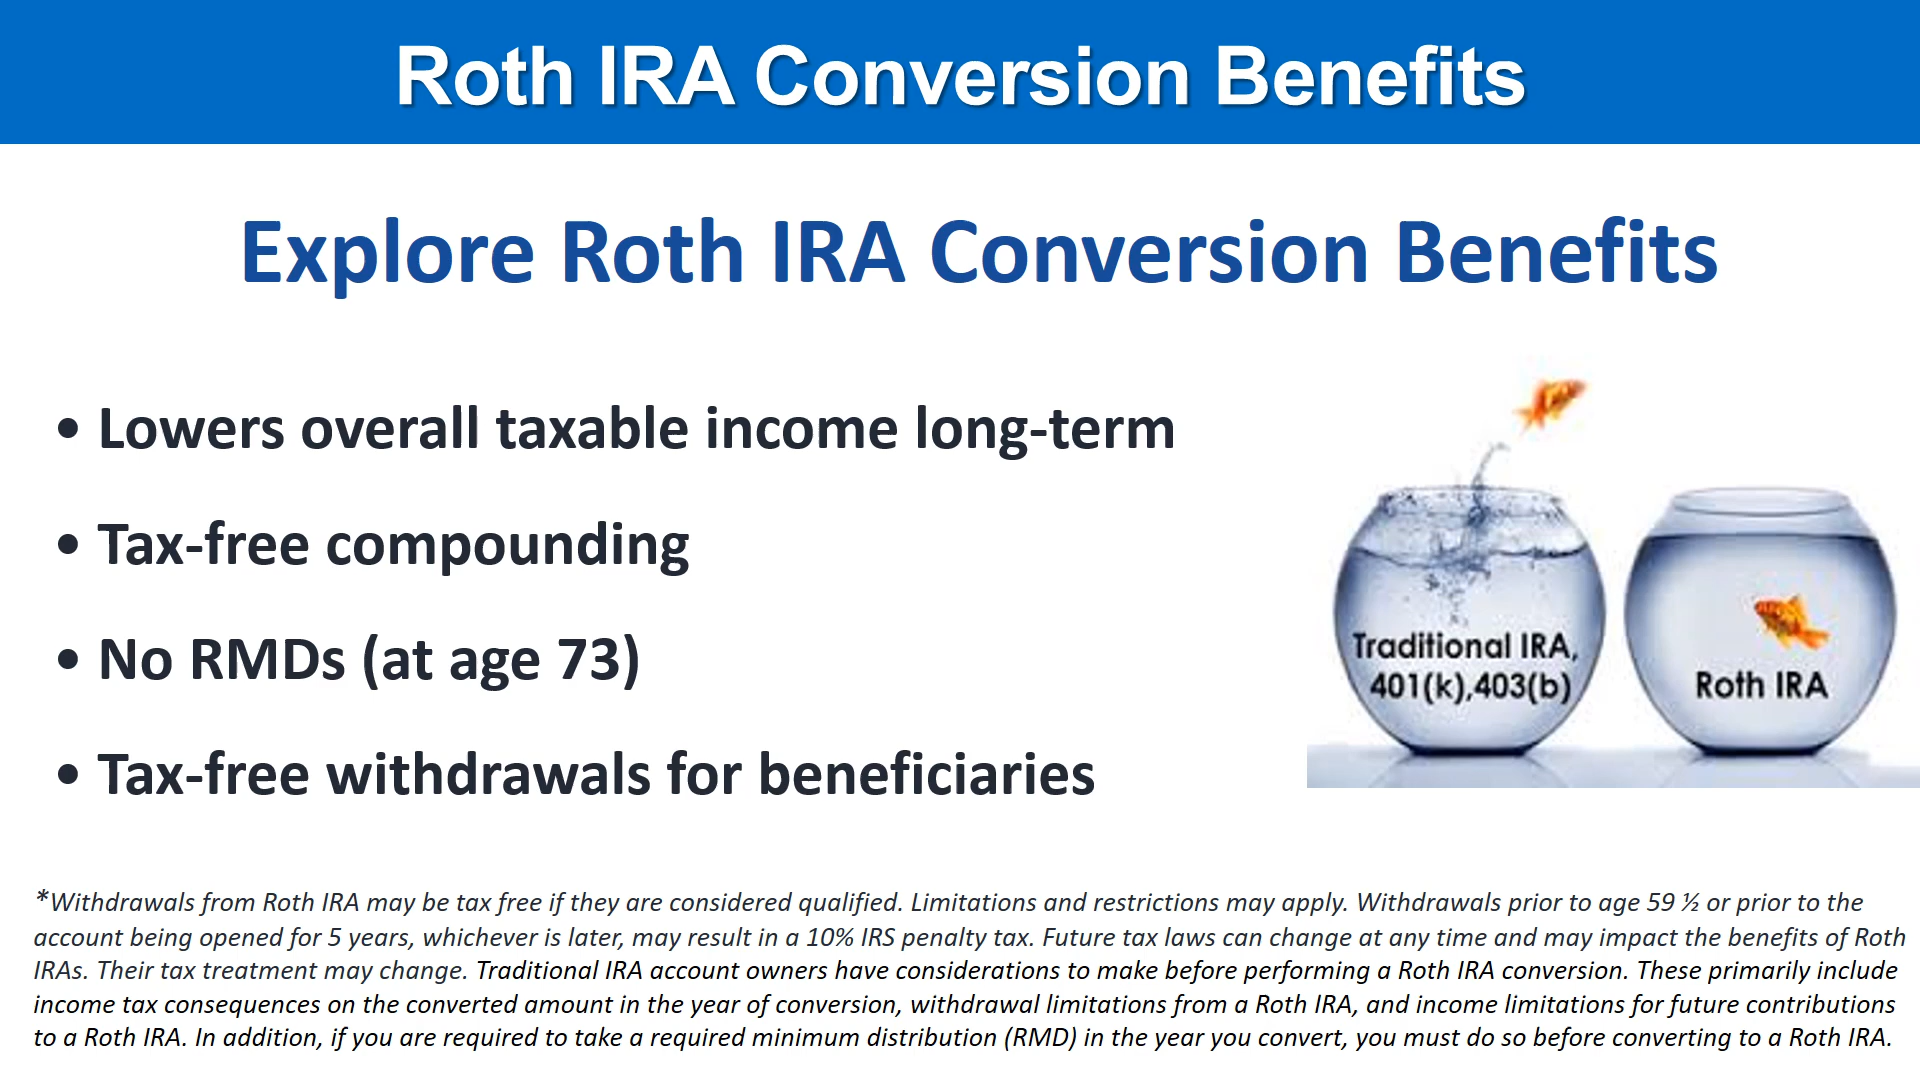 Roth IRA Conversion Benefits
Explore Roth IRA Conversion Benefits
• Lowers overall taxable income long-term
• Tax-free compounding
• No RMDs (at age 73)
• Tax-free withdrawals for beneficiaries
Traditional IRA,
401(k),403(b)
Roth IRA
*Withdrawals from Roth IRA may be tax free if they are considered qualified. Limitations and restrictions may apply. Withdrawals prior to age 59 ½ or prior to the
account being opened for 5 years, whichever is later, may result in a 10% IRS penalty tax. Future tax laws can change at any time and may impact the benefits of Roth
IRAs. Their tax treatment may change. Traditional IRA account owners have considerations to make before performing a Roth IRA conversion. These primarily include
income tax consequences on the converted amount in the year of conversion, withdrawal limitations from a Roth IRA, and income limitations for future contributions
to a Roth IRA. In addition, if you are required to take a required minimum distribution (RMD) in the year you convert, you must do so before converting to a Roth IRA.